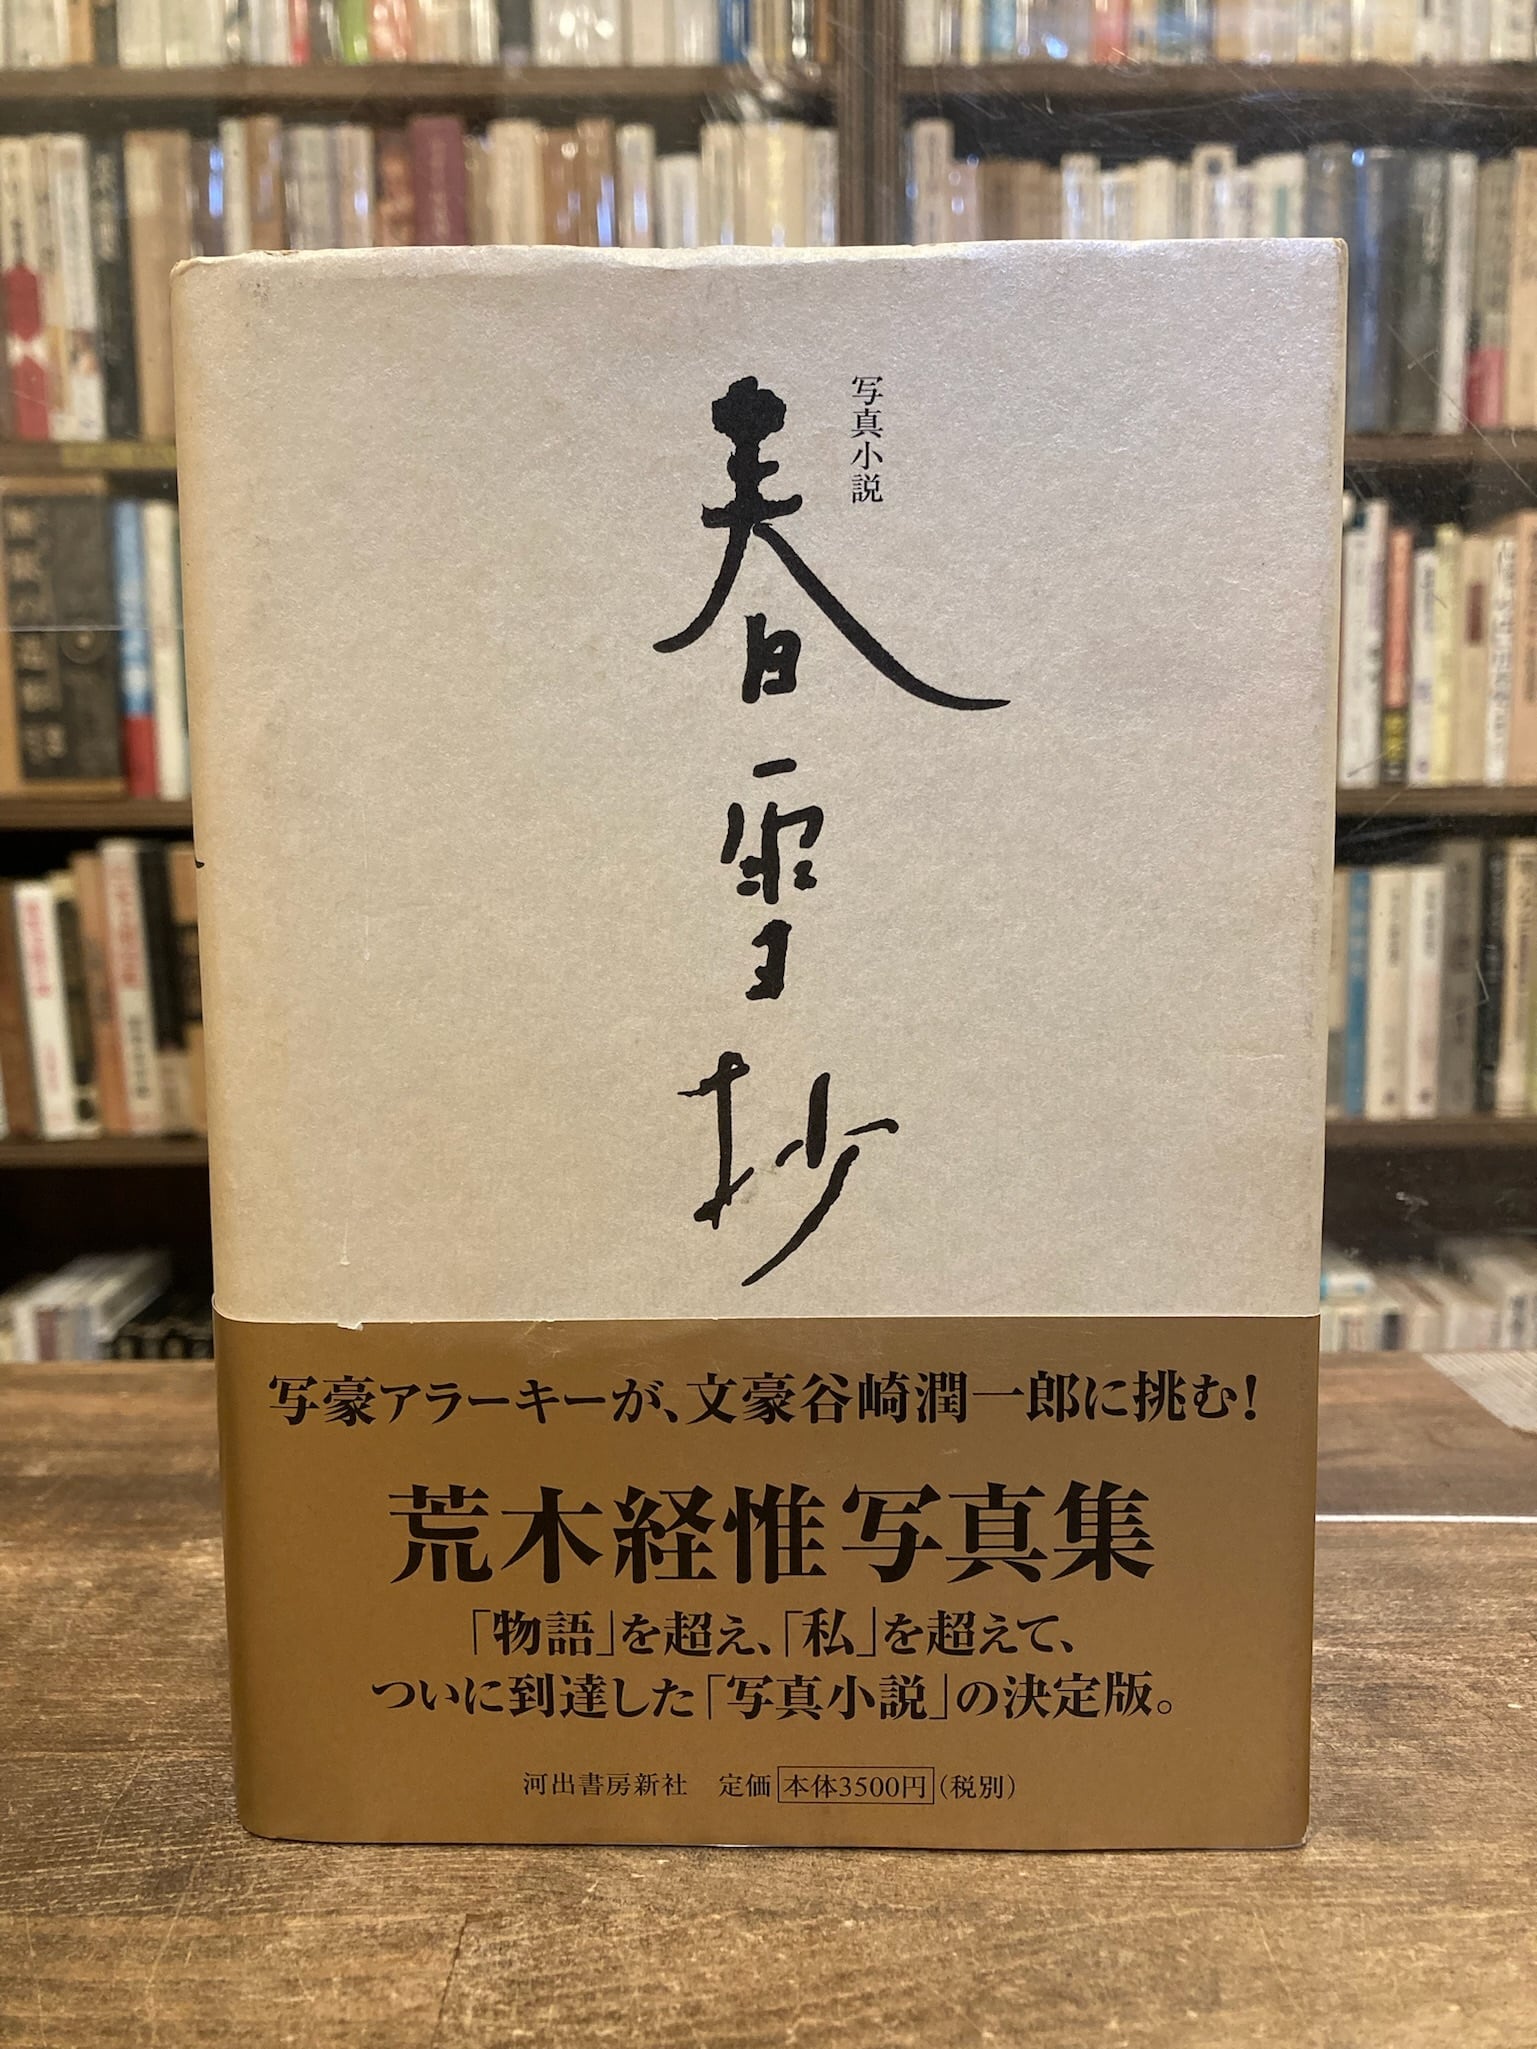 写真小説
春雪抄
写豪アラーキーが、文豪谷崎潤一郎に挑む!
荒木経惟写真集
「物語」を超え、「私」を超えて、
ついに到達した「写真小説」の決定版。
河出書房新社 定価 本体3500円 (税別)